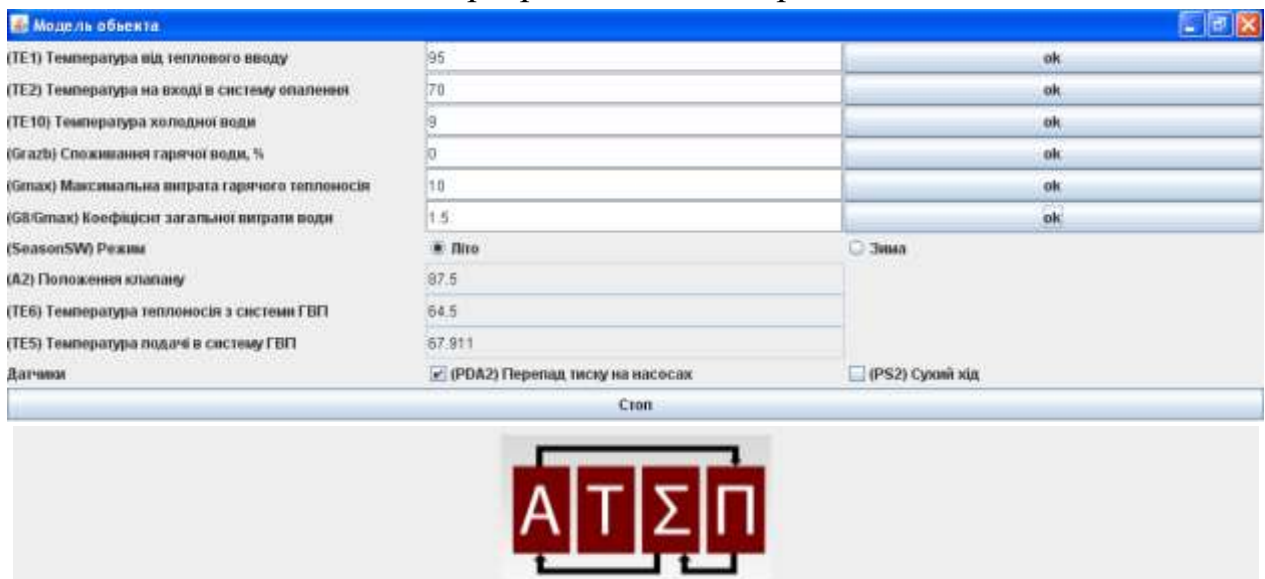 Модель обьекта
(TE1) Температура від теплового вводу 95 ok
(TE2) Температура на вході в систему опалення 70 ok
(TE10) Температура холодної води 9 ok
(Grazb) Споживання гарячої води, % 0 ok
(Gmax) Максимальна витрата гарячого теплоносія 10 ok
(G8/Gmax) Коефіцієнт загальної витрати води 1.5 ok
(SeasonSW) Режим Літо Зима
(A2) Положення клапану 87.5
(TE6) Температура теплоносія з системи ГВП 64.5
(TE5) Температура подачі в систему ГВП 67.911
Датчики (PDA2) Перепад тиску на насосах (PS2) Сухий хід
Стоп
АТΣП